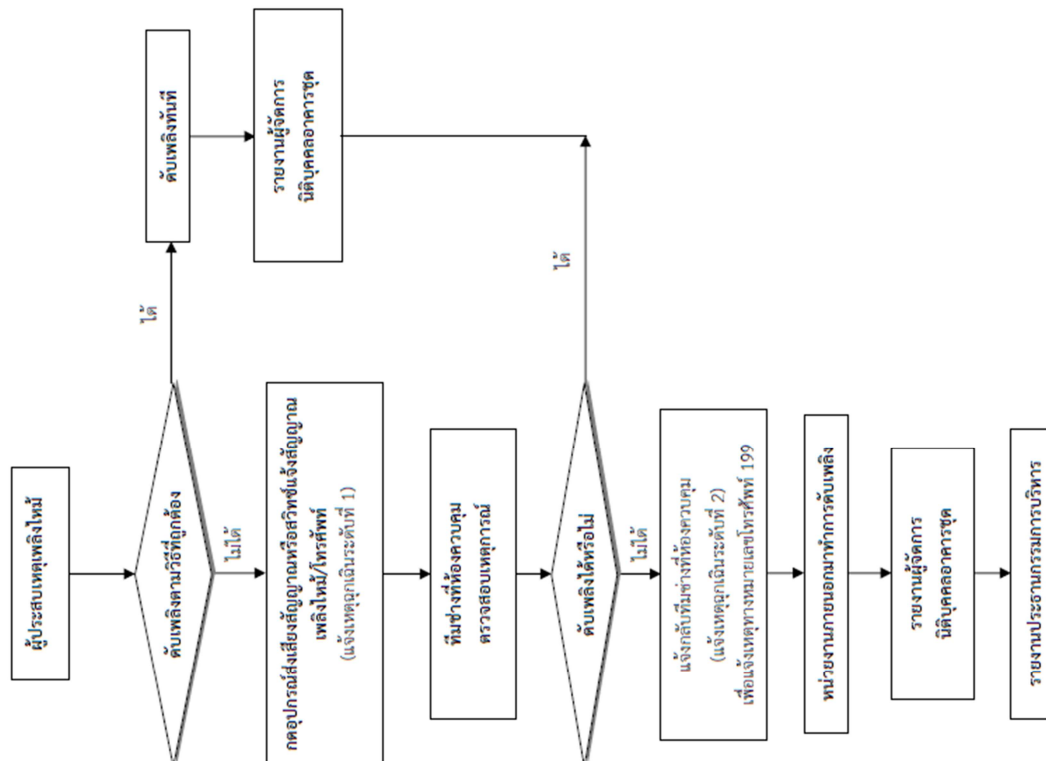 ผู้ประสบเหตุเพลิงไหม้
ดับเพลิงตามวิธีที่ถูกต้อง
ได้
ดับเพลิงทันที
รายงานผู้จัดการ
นิติบุคคลอาคารชุด
ไม่ได้
กดอุปกรณ์ส่งเสียงสัญญาณหรือสวิทช์แจ้งสัญญาณ
เพลิงไหม้/โทรศัพท์
(แจ้งเหตุฉุกเฉินระดับที่ 1)
ทีมช่างที่ห้องควบคุม
ตรวจสอบเหตุการณ์
ดับเพลิงได้หรือไม่
ได้
ไม่ได้
แจ้งกลับทีมช่างที่ห้องควบคุม
(แจ้งเหตุฉุกเฉินระดับที่ 2)
เพื่อแจ้งเหตุทางหมายเลขโทรศัพท์ 199
หน่วยงานภายนอกมาทำการดับเพลิง
รายงานผู้จัดการ
นิติบุคคลอาคารชุด
รายงานประธานกรรมการบริหาร